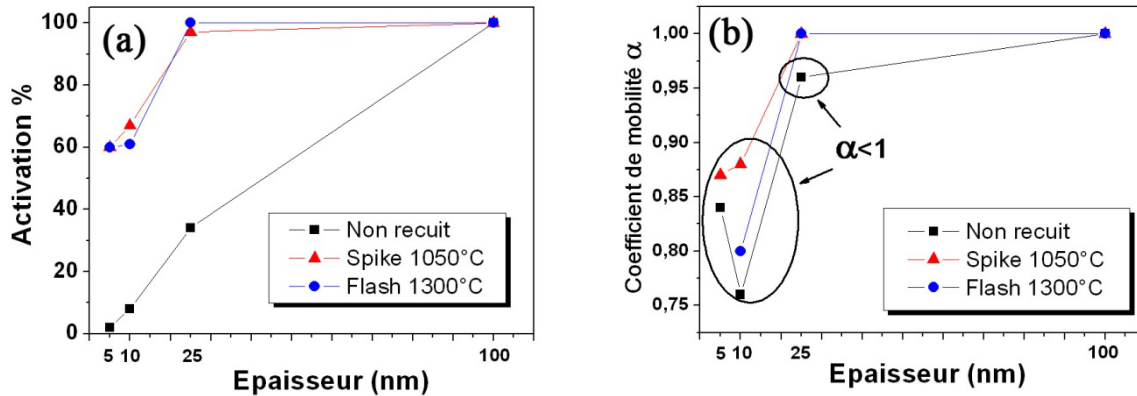 (a)
Activation %
100
80
60
40
20
0
Non recuit
Spike 1050°C
Flash 1300°C
5 10 25 100
Epaisseur (nm)
(b)
Coefficient de mobilité α
1,00
0,95
0,90
0,85
0,80
0,75
α<1
Non recuit
Spike 1050°C
Flash 1300°C
5 10 25 100
Epaisseur (nm)